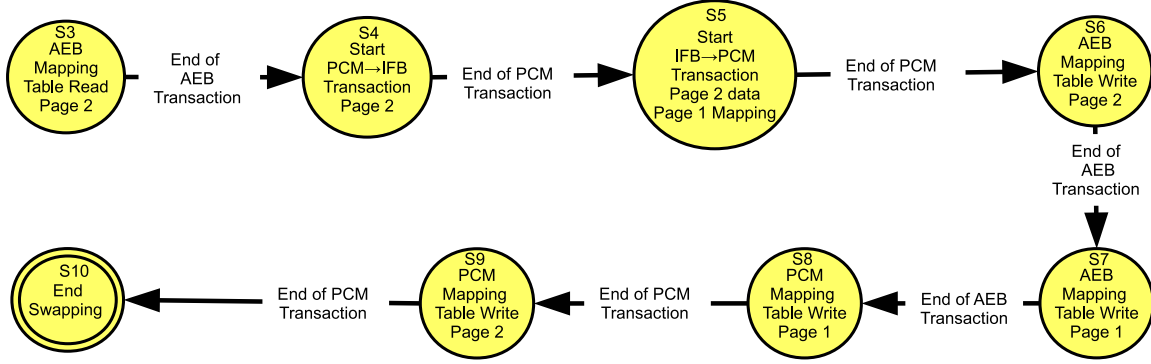 S3
AEB
Mapping
Table Read
Page 2
End of
AEB
Transaction
S4
Start
PCM→IFB
Transaction
Page 2
End of PCM
Transaction
S5
Start
IFB→PCM
Transaction
Page 2 data
Page 1 Mapping
End of PCM
Transaction
S6
AEB
Mapping
Table Write
Page 2
End of
AEB
Transaction
S7
AEB
Mapping
Table Write
Page 1
End of AEB
Transaction
S8
PCM
Mapping
Table Write
Page 1
End of PCM
Transaction
S9
PCM
Mapping
Table Write
Page 2
End of PCM
Transaction
S10
End
Swapping